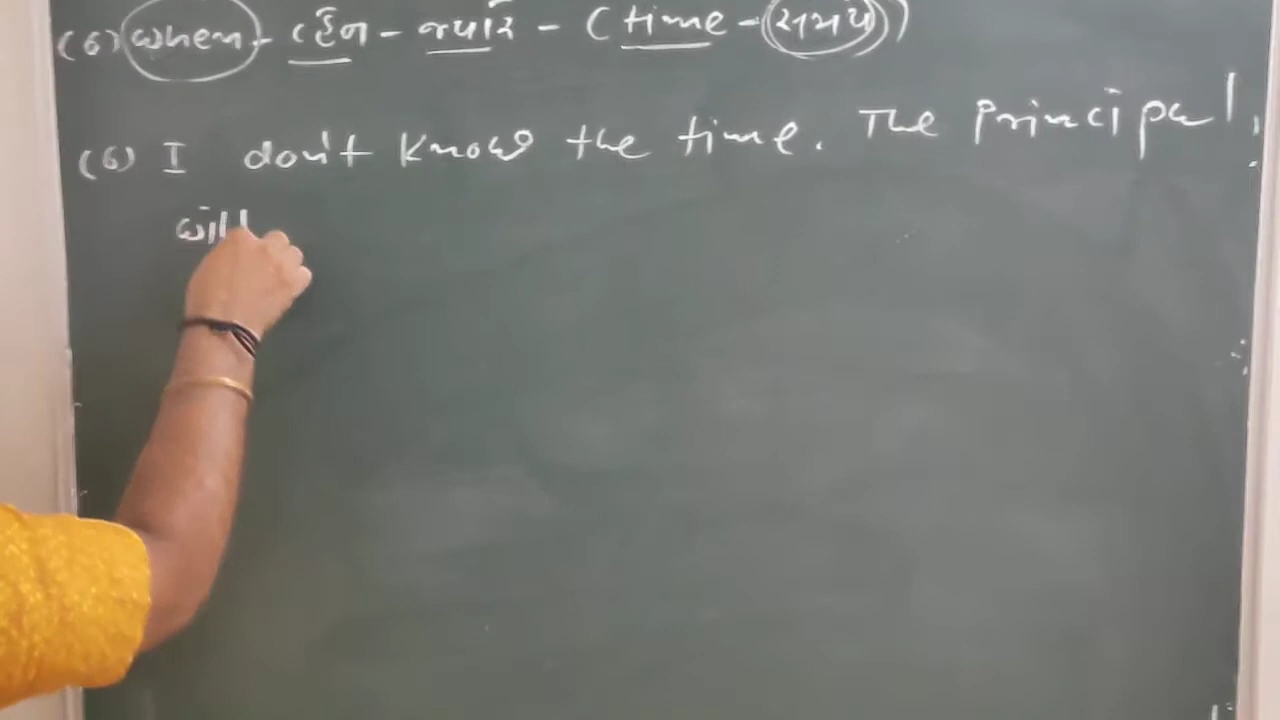 (6) when - વ્હેન - જ્યારે - (time - સમય)
(6) I don't know the time. The Principal
will